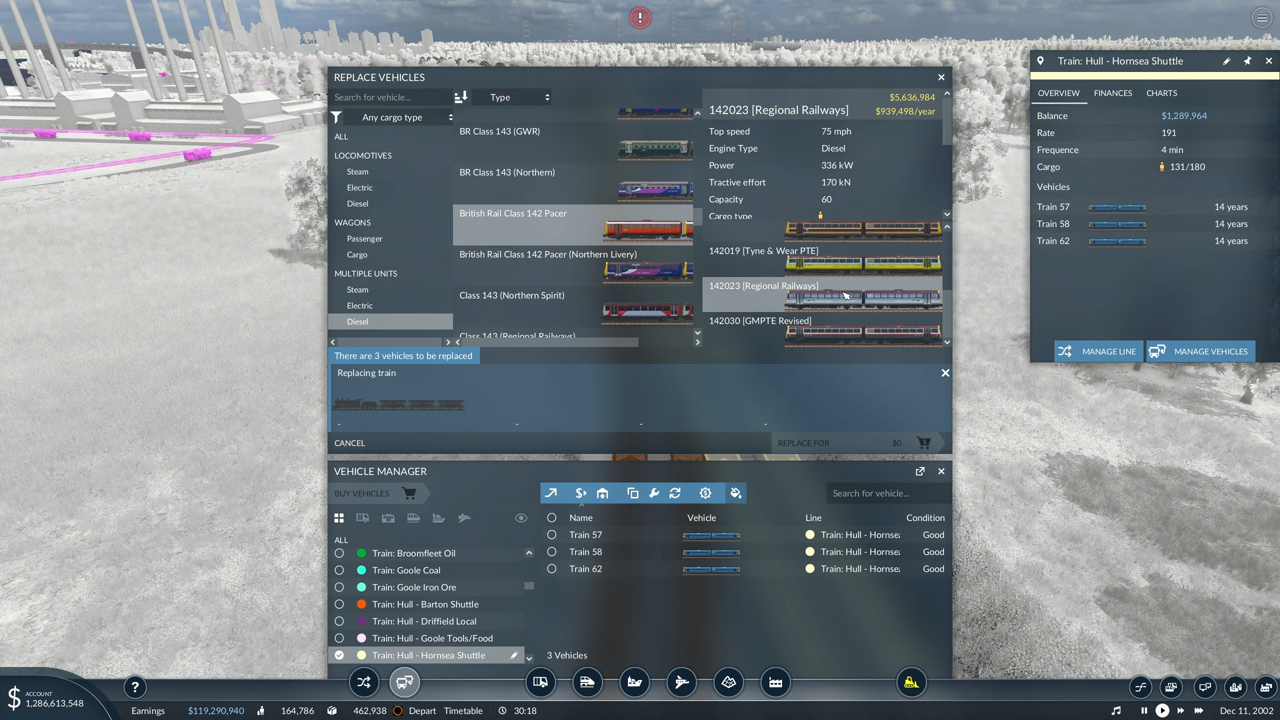 !
$6,344
REPLACE VEHICLES
Search for vehicle...
Type
Any cargo type
ALL
LOCOMOTIVES
Steam
Electric
Diesel
WAGONS
Passenger
Cargo
MULTIPLE UNITS
Steam
Electric
Diesel
BR Class 143 (GWR)
BR Class 143 (Northern)
British Rail Class 142 Pacer
British Rail Class 142 Pacer (Northern Livery)
Class 143 (Northern Spirit)
Class 143 (Regional Railways)
$5,636,984
142023 [Regional Railways]
$939,498/year
Top speed 75 mph
Engine Type Diesel
Power 336 kW
Tractive effort 170 kN
Capacity 60
Cargo type
142019 [Tyne & Wear PTE]
142023 [Regional Railways]
142030 [GMPTE Revised]
There are 3 vehicles to be replaced
Replacing train
- - - -
CANCEL
REPLACE FOR $0
VEHICLE MANAGER
BUY VEHICLES
Search for vehicle...
ALL
Train: Broomfleet Oil
Train: Goole Coal
Train: Goole Iron Ore
Train: Hull - Barton Shuttle
Train: Hull - Driffield Local
Train: Hull - Goole Tools/Food
Train: Hull - Hornsea Shuttle
Name Vehicle Line Condition
Train 57 Train: Hull - Hornse Good
Train 58 Train: Hull - Hornse Good
Train 62 Train: Hull - Hornse Good
3 Vehicles
Train: Hull - Hornsea Shuttle
OVERVIEW FINANCES CHARTS
Balance $1,289,964
Rate 191
Frequence 4 min
Cargo 131/180
Vehicles
Train 57 14 years
Train 58 14 years
Train 62 14 years
MANAGE LINE MANAGE VEHICLES
$ ACCOUNT
1,286,613,548
?
Earnings $119,290,940 164,786 462,938 Depart Timetable 30:18
Dec 11, 2002